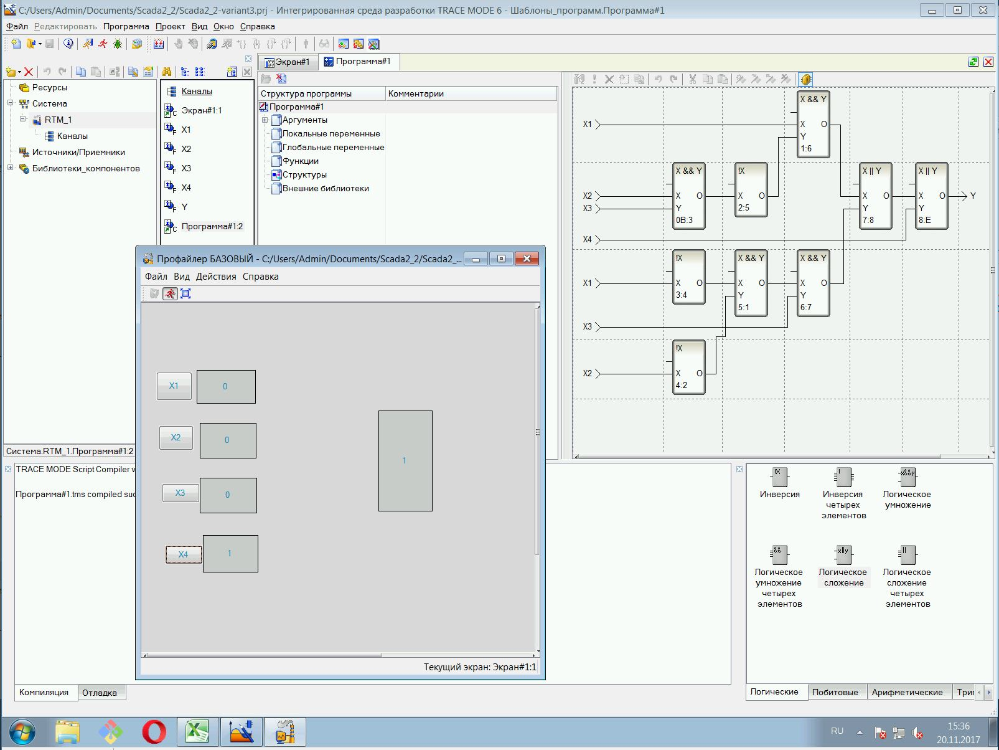 C:/Users/Admin/Documents/Scada2_2/Scada2_2-variant3.prj - Интегрированная среда разработки TRACE MODE 6 - Шаблоны_программ.Программа#1
Файл Редактировать Программа Проект Вид Окно Справка
Экран#1 Программа#1
Ресурсы
Система
RTM_1
Каналы
Источники/Приемники
Библиотеки_компонентов
Каналы
Экран#1:1
X1
X2
X3
X4
Y
Программа#1:2
Структура программы Комментарии
Программа#1
Аргументы
Локальные переменные
Глобальные переменные
Функции
Структуры
Внешние библиотеки
X && Y
X1
X O
Y
1:6
X && Y
!X
X || Y
X || Y
X2
X O
X O
X O
X O
Y
X3
Y
2:5
Y
Y
0B:3
7:8
8:E
X4
!X
X && Y
X && Y
X1
X O
X O
X O
3:4
Y
Y
5:1
6:7
X3
!X
X2
X O
4:2
Профайлер БАЗОВЫЙ - C:/Users/Admin/Documents/Scada2_2/Scada2_...
Файл Вид Действия Справка
X1 0
X2 0
X3 0
X4 1
1
Текущий экран: Экран#1:1
Система.RTM_1.Программа#1:2
TRACE MODE Script Compiler v
Программа#1.tms compiled suc
Компиляция Отладка
Инверсия
Инверсия четырех элементов
Логическое умножение
Логическое умножение четырех элементов
Логическое сложение
Логическое сложение четырех элементов
Логические Побитовые Арифметические Триг
RU
15:36
20.11.2017